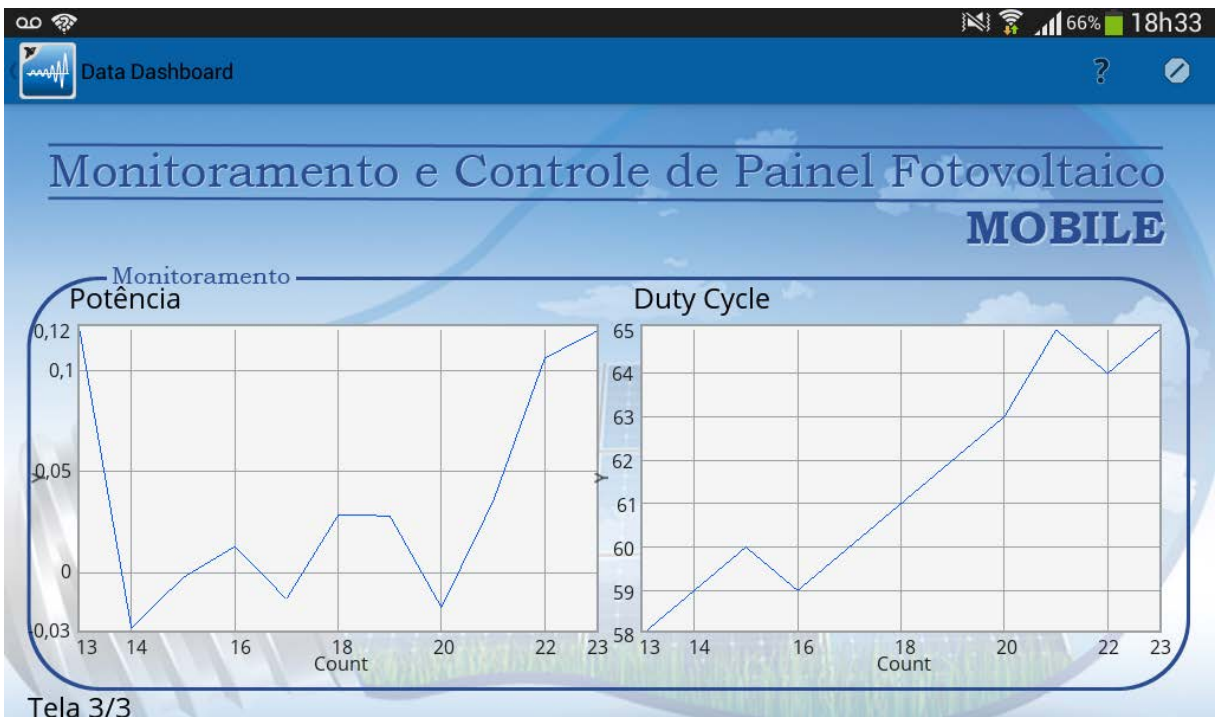 66% 18h33
Data Dashboard ?
Monitoramento e Controle de Painel Fotovoltaico
MOBILE
Monitoramento
Potência
0,12
0,1
0,05
0
-0,03
Y
13 14 16 18 20 22 23
Count
Duty Cycle
65
64
63
62
61
60
59
58
Y
13 14 16 18 20 22 23
Count
Tela 3/3